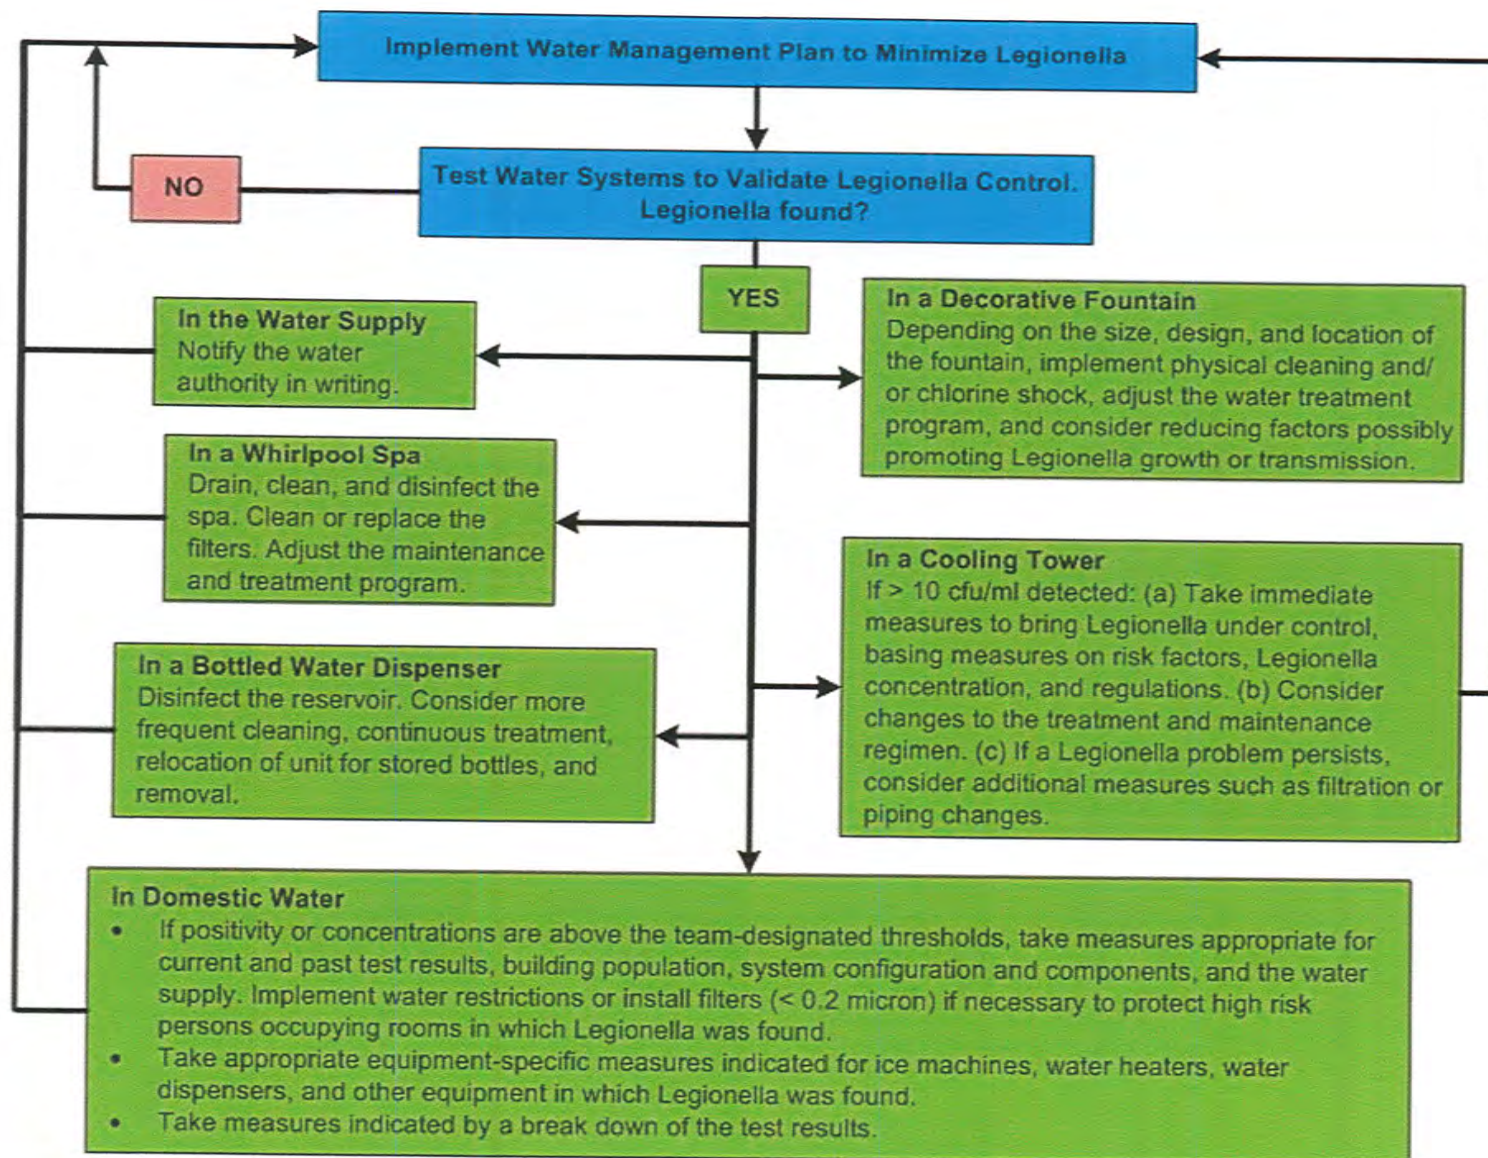 Implement Water Management Plan to Minimize Legionella
Test Water Systems to Validate Legionella Control.
Legionella found?
NO
YES
In the Water Supply
Notify the water
authority in writing.
In a Decorative Fountain
Depending on the size, design, and location of
the fountain, implement physical cleaning and/
or chlorine shock, adjust the water treatment
program, and consider reducing factors possibly
promoting Legionella growth or transmission.
In a Whirlpool Spa
Drain, clean, and disinfect the
spa. Clean or replace the
filters. Adjust the maintenance
and treatment program.
In a Cooling Tower
If > 10 cfu/ml detected: (a) Take immediate
measures to bring Legionella under control,
basing measures on risk factors, Legionella
concentration, and regulations. (b) Consider
changes to the treatment and maintenance
regimen. (c) If a Legionella problem persists,
consider additional measures such as filtration or
piping changes.
In a Bottled Water Dispenser
Disinfect the reservoir. Consider more
frequent cleaning, continuous treatment,
relocation of unit for stored bottles, and
removal.
In Domestic Water
• If positivity or concentrations are above the team-designated thresholds, take measures appropriate for
current and past test results, building population, system configuration and components, and the water
supply. Implement water restrictions or install filters (< 0.2 micron) if necessary to protect high risk
persons occupying rooms in which Legionella was found.
• Take appropriate equipment-specific measures indicated for ice machines, water heaters, water
dispensers, and other equipment in which Legionella was found.
• Take measures indicated by a break down of the test results.